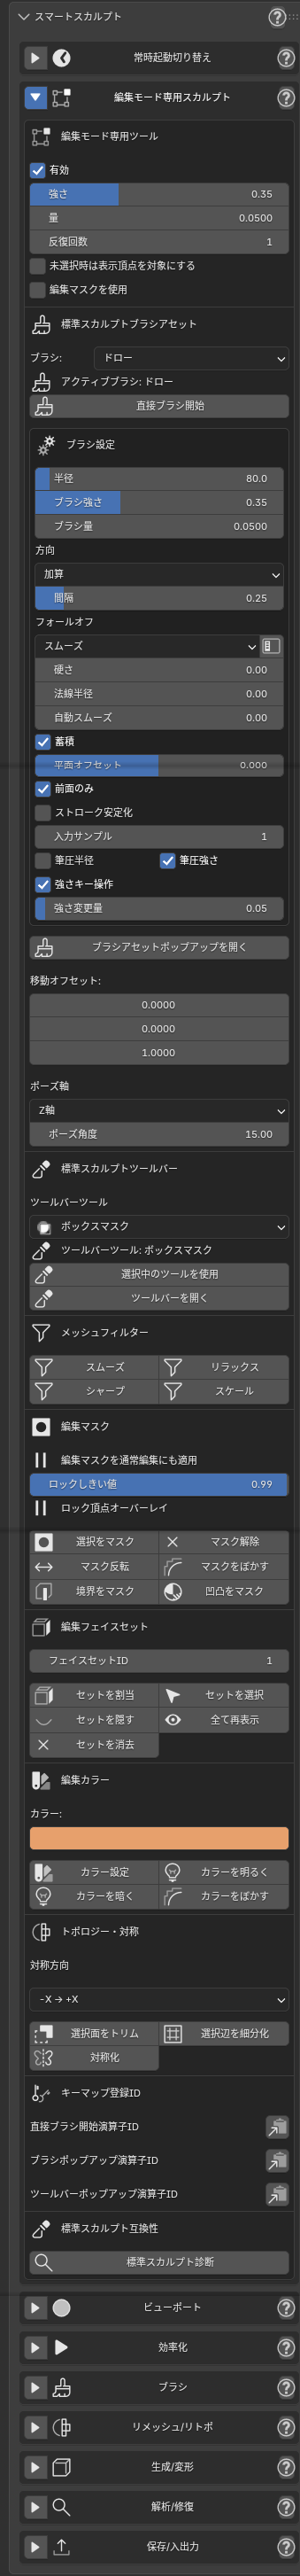 スマートスカルプト
常時起動切り替え
編集モード専用スカルプト
編集モード専用ツール
有効
強さ 0.35
量 0.0500
反復回数 1
未選択時は表示頂点を対象にする
編集マスクを使用
標準スカルプトブラシアセット
ブラシ: ドロー
アクティブブラシ: ドロー
直接ブラシ開始
ブラシ設定
半径 80.0
ブラシ強さ 0.35
ブラシ量 0.0500
方向
加算
間隔 0.25
フォールオフ
スムーズ
硬さ 0.00
法線半径 0.00
自動スムーズ 0.00
蓄積
平面オフセット 0.000
前面のみ
ストローク安定化
入力サンプル 1
筆圧半径 筆圧強さ
強さキー操作
強さ変更量 0.05
ブラシアセットポップアップを開く
移動オフセット:
0.0000
0.0000
1.0000
ポーズ軸
Z軸
ポーズ角度 15.00
標準スカルプトツールバー
ツールバーツール
ボックスマスク
ツールバーツール: ボックスマスク
選択中のツールを使用
ツールバーを開く
メッシュフィルター
スムーズ リラックス
シャープ スケール
編集マスク
編集マスクを通常編集にも適用
ロックしきい値 0.99
ロック頂点オーバーレイ
選択をマスク マスク解除
マスク反転 マスクをぼかす
境界をマスク 凹凸をマスク
編集フェイスセット
フェイスセットID 1
セットを割当 セットを選択
セットを隠す 全て再表示
セットを消去
編集カラー
カラー:
カラー設定 カラーを明るく
カラーを暗く カラーをぼかす
トポロジー・対称
対称方向
-X → +X
選択面をトリム 選択辺を細分化
対称化
キーマップ登録ID
直接ブラシ開始演算子ID
ブラシポップアップ演算子ID
ツールバーポップアップ演算子ID
標準スカルプト互換性
標準スカルプト診断
ビューポート
効率化
ブラシ
リメッシュ/リトポ
生成/変形
解析/修復
保存/入出力